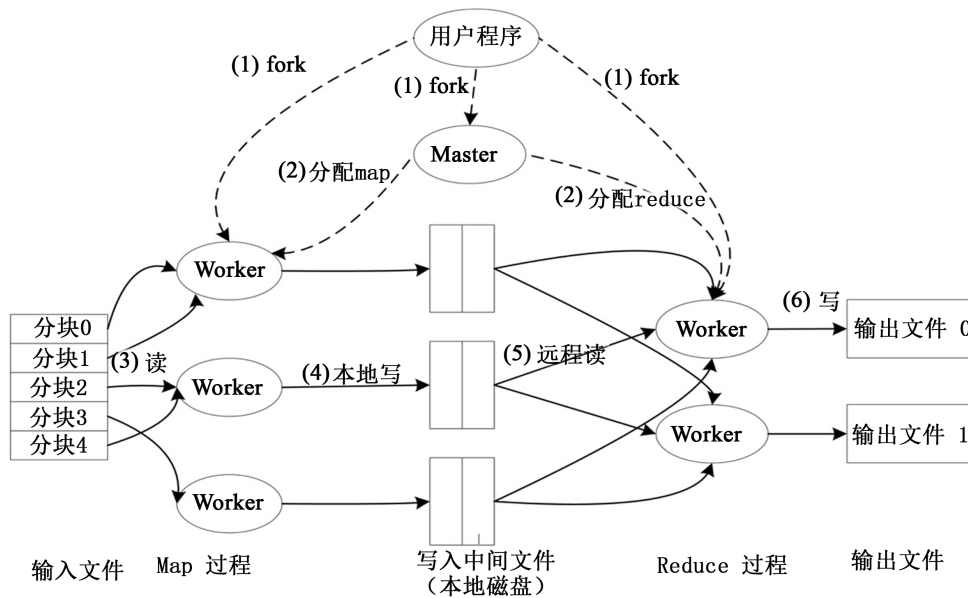 用户程序
(1) fork
(1) fork
(1) fork
Master
(2)分配map
(2)分配reduce
Worker
(6) 写
分块0
Worker
输出文件 0
分块1
(3) 读
(5) 远程读
分块2
Worker
(4)本地写
分块3
分块4
Worker
输出文件 1
Worker
输入文件
Map 过程
写入中间文件
(本地磁盘)
Reduce 过程
输出文件